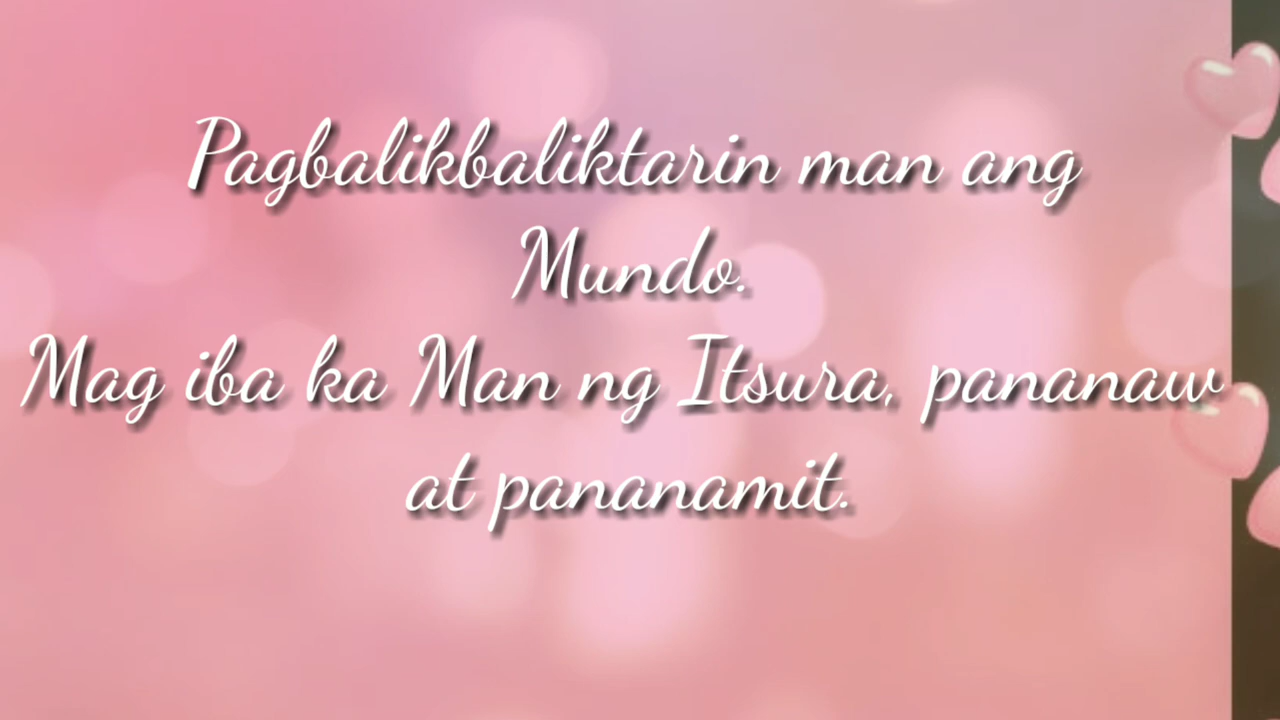 Pagbalikbaliktarin man ang
Mundo.
Mag iba ka Man ng Itsura, pananaw
at pananamit.